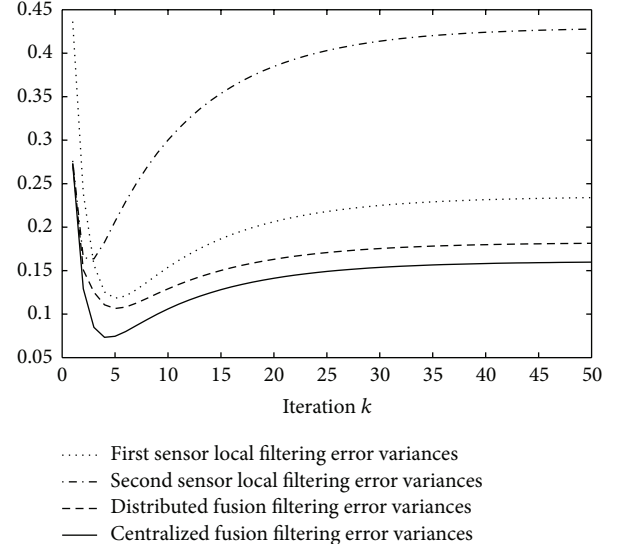 0.45
0.4
0.35
0.3
0.25
0.2
0.15
0.1
0.05
0 5 10 15 20 25 30 35 40 45 50
Iteration k
First sensor local filtering error variances
Second sensor local filtering error variances
Distributed fusion filtering error variances
Centralized fusion filtering error variances